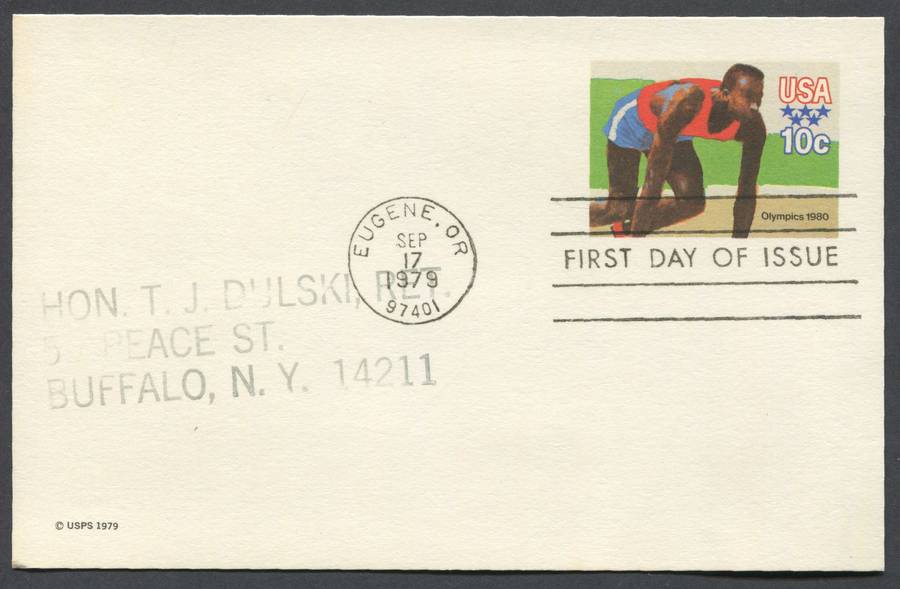 USA
10c
Olympics 1980
FIRST DAY OF ISSUE
EUGENE, OR
SEP
17
1979
97401
HON. T. J. DULSKI, RET.
PEACE ST.
BUFFALO, N. Y. 14211
© USPS 1979